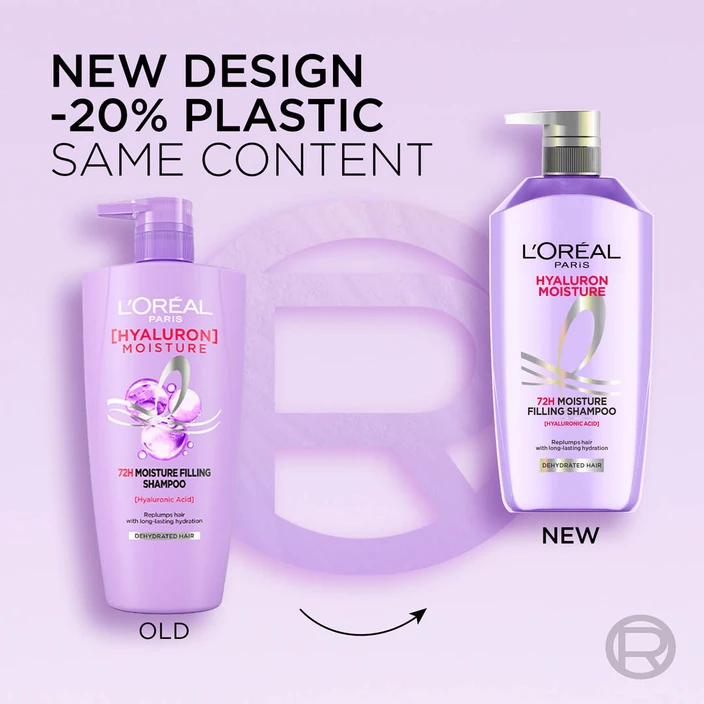 NEW DESIGN
-20% PLASTIC
SAME CONTENT
L'ORÉAL
PARIS
[HYALURON]
MOISTURE
72H MOISTURE FILLING
SHAMPOO
[Hyaluronic Acid]
Replumps hair
with long-lasting hydration
DEHYDRATED HAIR
OLD
L'ORÉAL
PARIS
HYALURON
MOISTURE
72H MOISTURE
FILLING SHAMPOO
[HYALURONIC ACID]
Replumps hair
with long-lasting hydration
DEHYDRATED HAIR
NEW